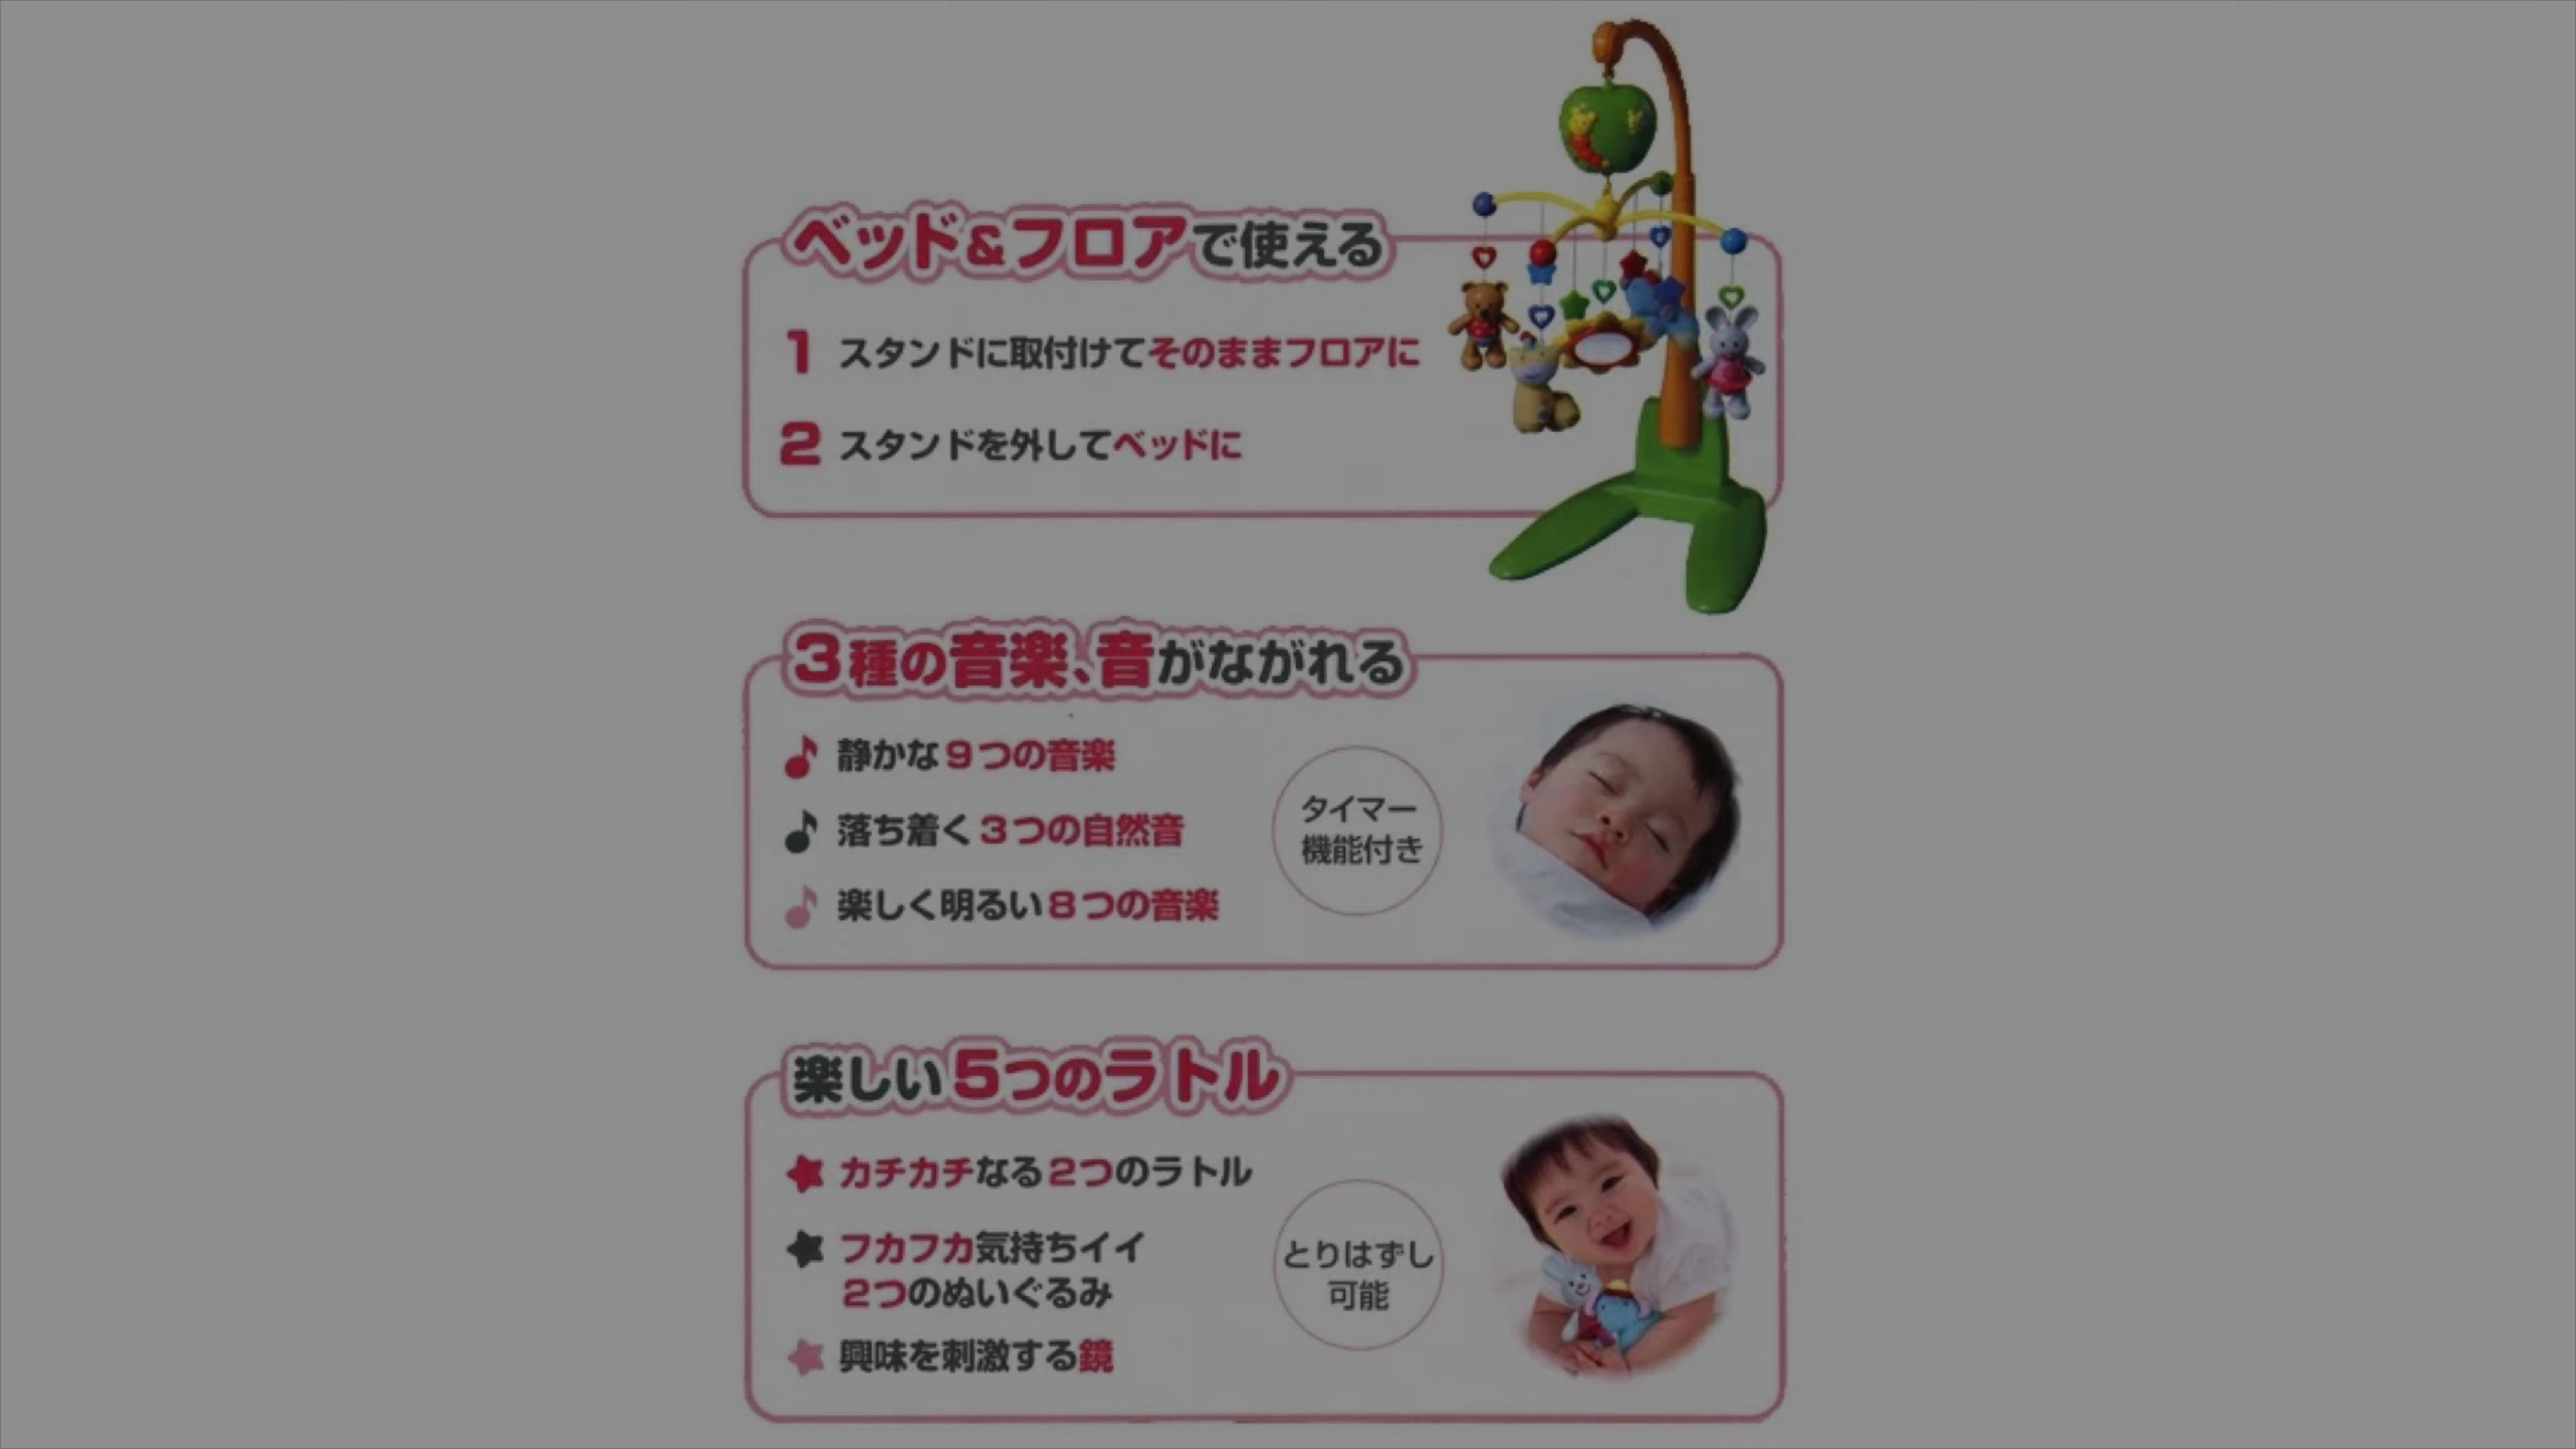 ベッド&フロアで使える
1 スタンドに取付けてそのままフロアに
2 スタンドを外してベッドに
3種の音楽、音がながれる
静かな9つの音楽
落ち着く3つの自然音
楽しく明るい8つの音楽
タイマー
機能付き
楽しい5つのラトル
カチカチなる2つのラトル
フカフカ気持ちイイ
2つのぬいぐるみ
興味を刺激する鏡
とりはずし
可能